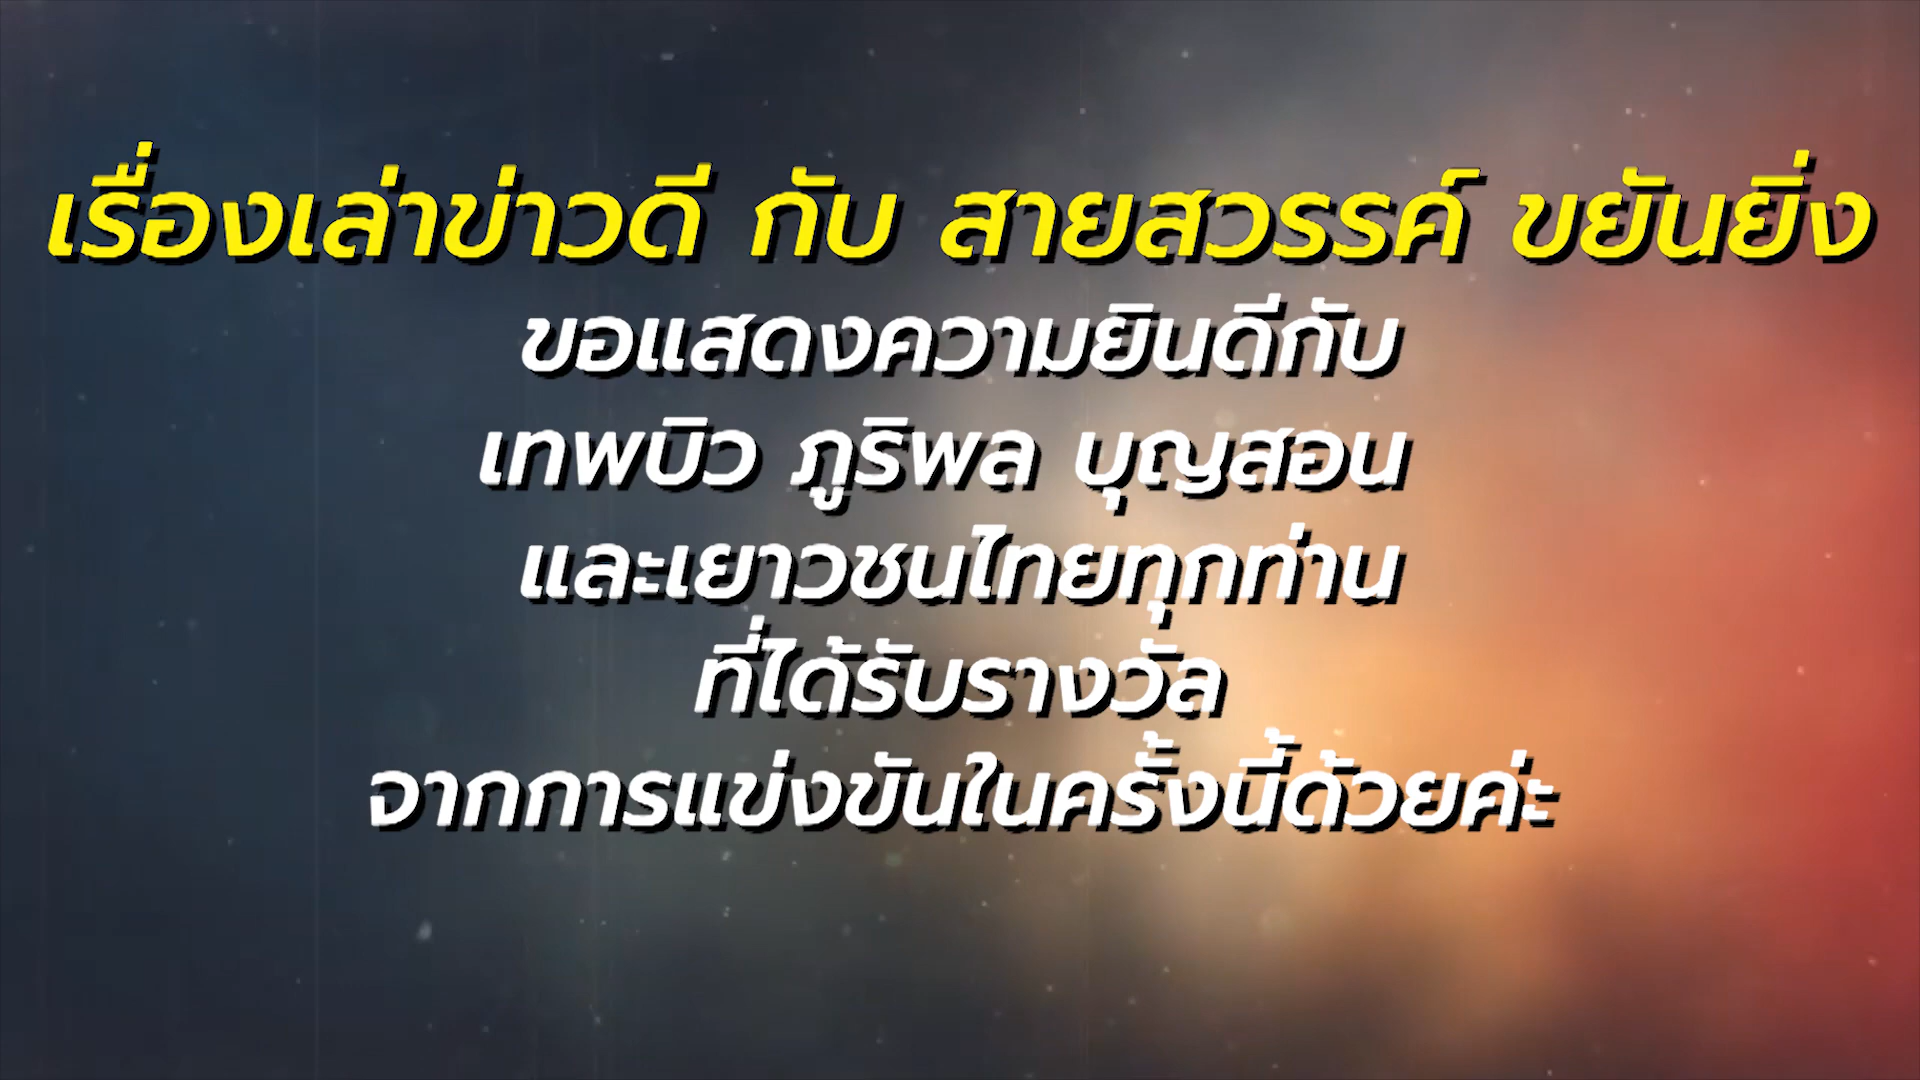 เรื่องเล่าข่าวดี กับ สายสวรรค์ ขยันยิ่ง
ขอแสดงความยินดีกับ
เทพบิว ภูริพล บุญสอน
และเยาวชนไทยทุกท่าน
ที่ได้รับรางวัล
จากการแข่งขันในครั้งนี้ด้วยค่ะ